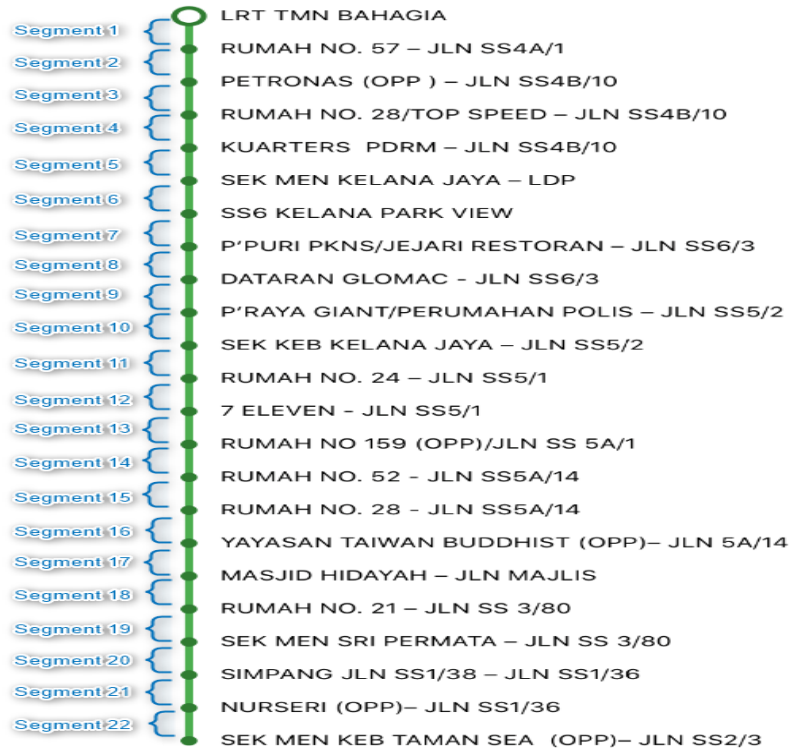 LRT TMN BAHAGIA
Segment 1
RUMAH NO. 57 – JLN SS4A/1
Segment 2
PETRONAS (OPP ) – JLN SS4B/10
Segment 3
RUMAH NO. 28/TOP SPEED – JLN SS4B/10
Segment 4
KUARTERS  PDRM – JLN SS4B/10
Segment 5
SEK MEN KELANA JAYA – LDP
Segment 6
SS6 KELANA PARK VIEW
Segment 7
P'PURI PKNS/JEJARI RESTORAN – JLN SS6/3
Segment 8
DATARAN GLOMAC - JLN SS6/3
Segment 9
P'RAYA GIANT/PERUMAHAN POLIS – JLN SS5/2
Segment 10
SEK KEB KELANA JAYA – JLN SS5/2
Segment 11
RUMAH NO. 24 – JLN SS5/1
Segment 12
7 ELEVEN - JLN SS5/1
Segment 13
RUMAH NO 159 (OPP)/JLN SS 5A/1
Segment 14
RUMAH NO. 52 - JLN SS5A/14
Segment 15
RUMAH NO. 28 - JLN SS5A/14
Segment 16
YAYASAN TAIWAN BUDDHIST (OPP)– JLN 5A/14
Segment 17
MASJID HIDAYAH – JLN MAJLIS
Segment 18
RUMAH NO. 21 – JLN SS 3/80
Segment 19
SEK MEN SRI PERMATA – JLN SS 3/80
Segment 20
SIMPANG JLN SS1/38 – JLN SS1/36
Segment 21
NURSERI (OPP)– JLN SS1/36
Segment 22
SEK MEN KEB TAMAN SEA  (OPP)– JLN SS2/3